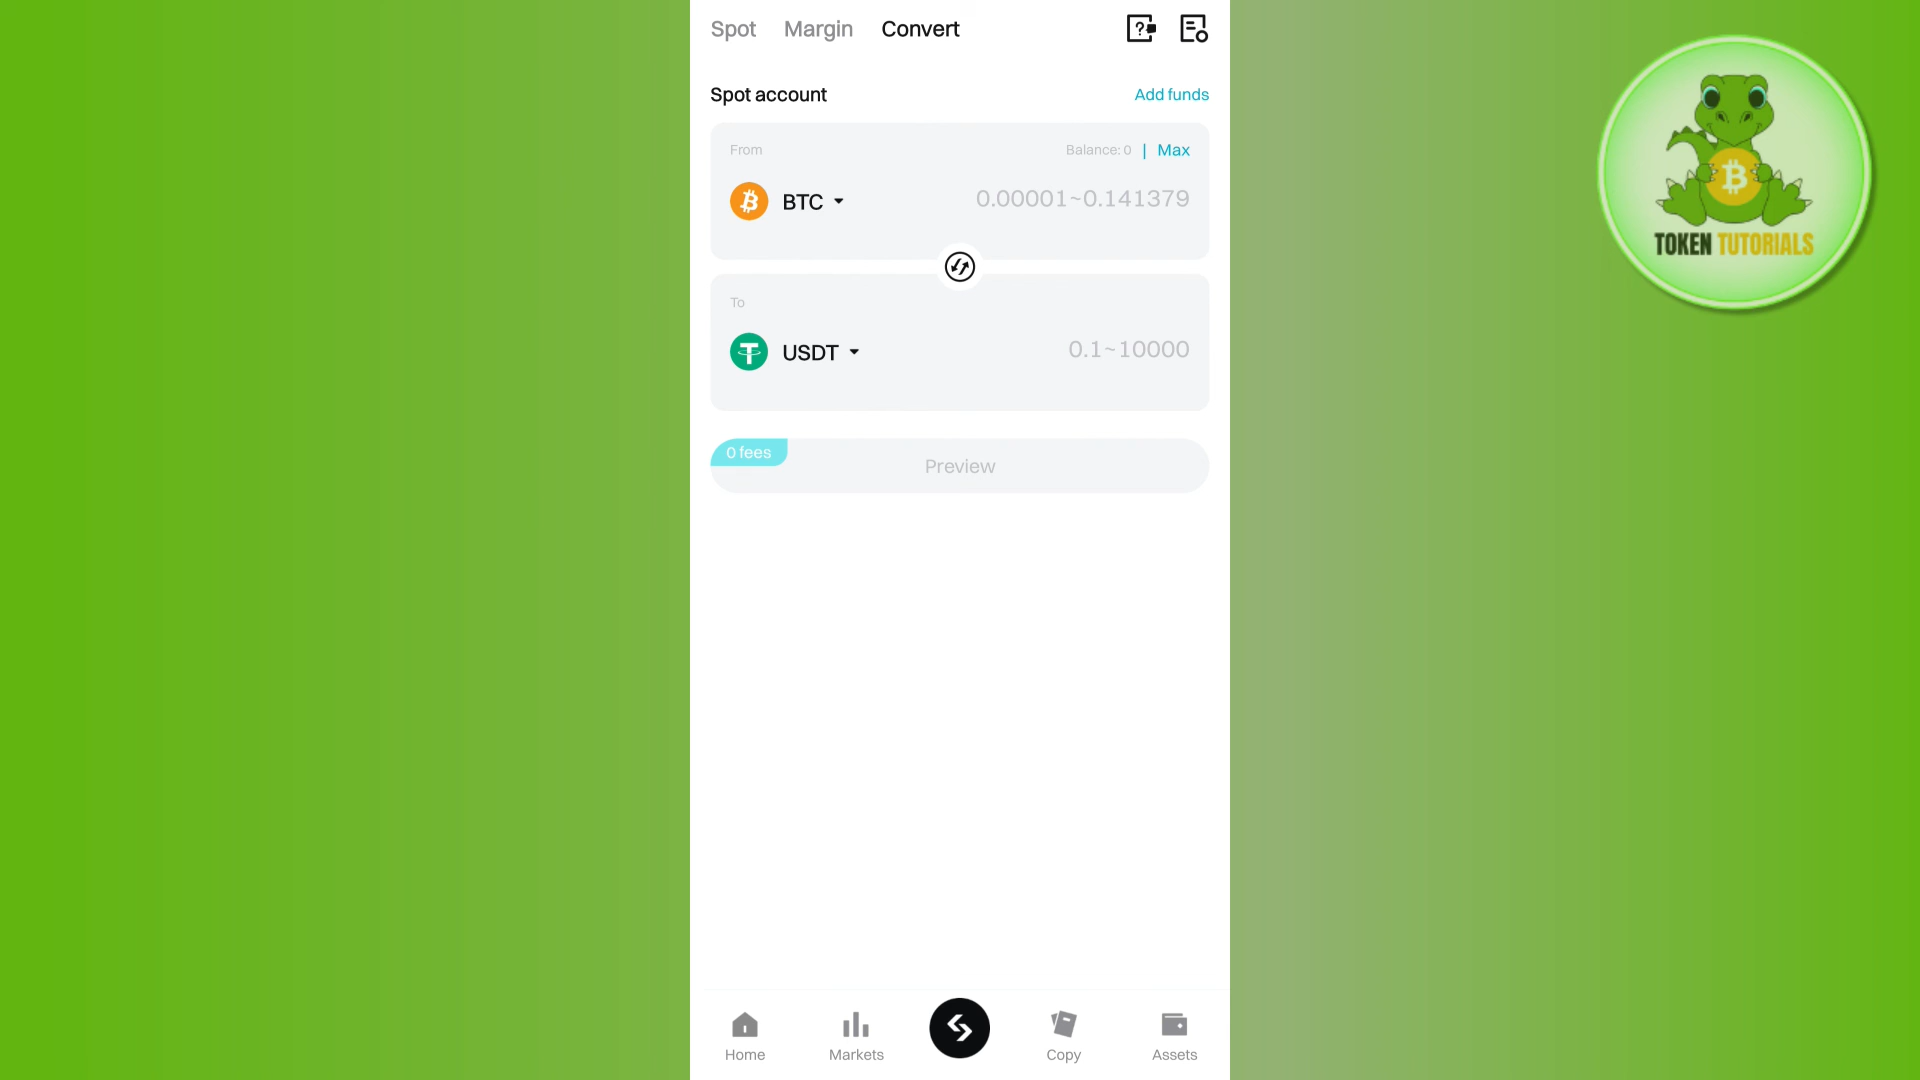 Spot Margin Convert
Spot account Add funds
From Balance: 0 | Max
BTC 0.00001~0.141379
To
USDT 0.1~10000
0 fees
Preview
Home Markets Copy Assets
TOKEN TUTORIALS